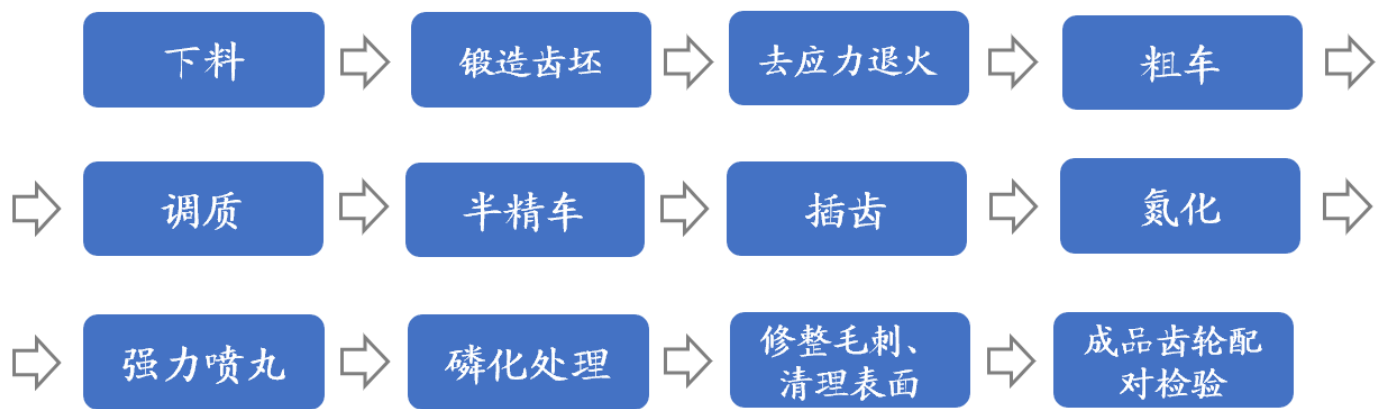 下料
锻造齿坯
去应力退火
粗车
调质
半精车
插齿
氮化
强力喷丸
磷化处理
修整毛刺、
清理表面
成品齿轮配
对检验